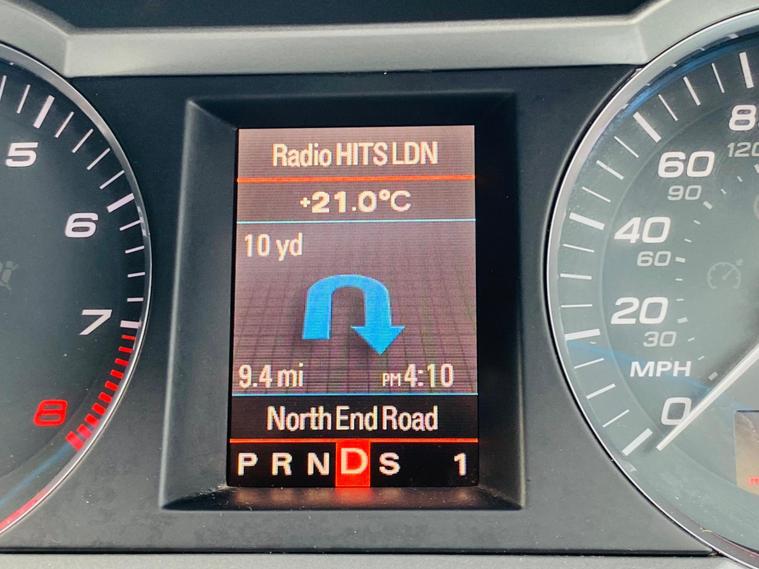 Radio HITS LDN
+21.0°C
10 yd
9.4 mi PM 4:10
North End Road
P R N D S 1
5
6
7
8
80
120
60
90
40
60
20
30
MPH
0